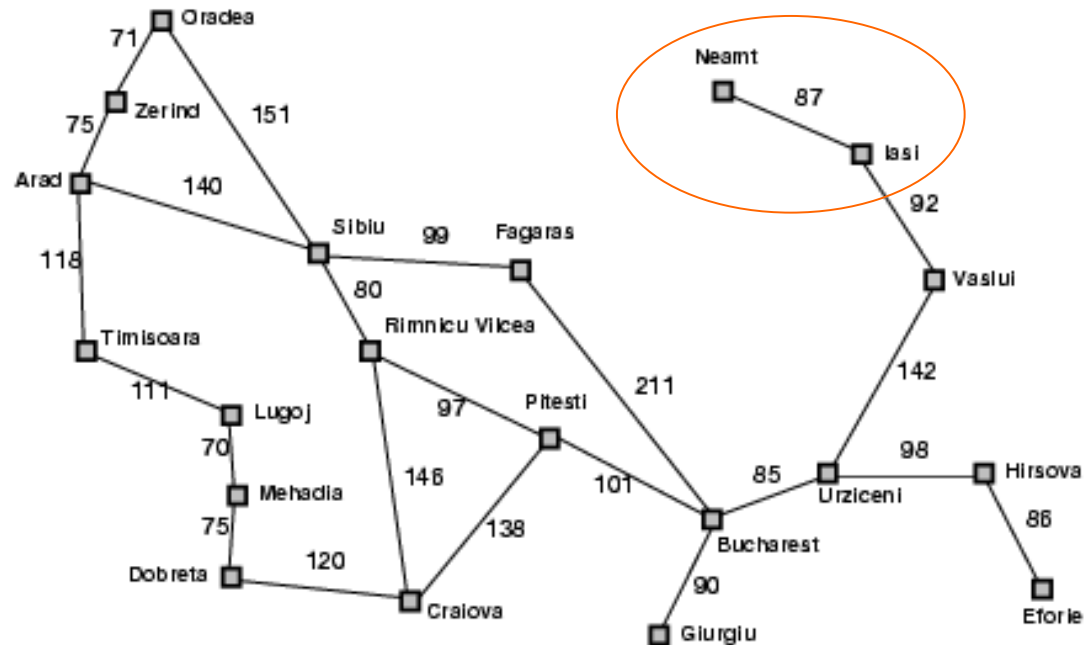 Oradea
71
Neamt
87
Zerind
151
75
Iasi
Arad
140
92
Sibiu
99
Fagaras
118
80
Vaslui
Rimnicu Vilcea
Timisoara
142
111
97
Pitesti
211
Lugoj
70
98
Hirsova
146
101
85
Urziceni
Mehadia
75
138
86
Bucharest
Dobreta
120
90
Craiova
Eforie
Giurgiu